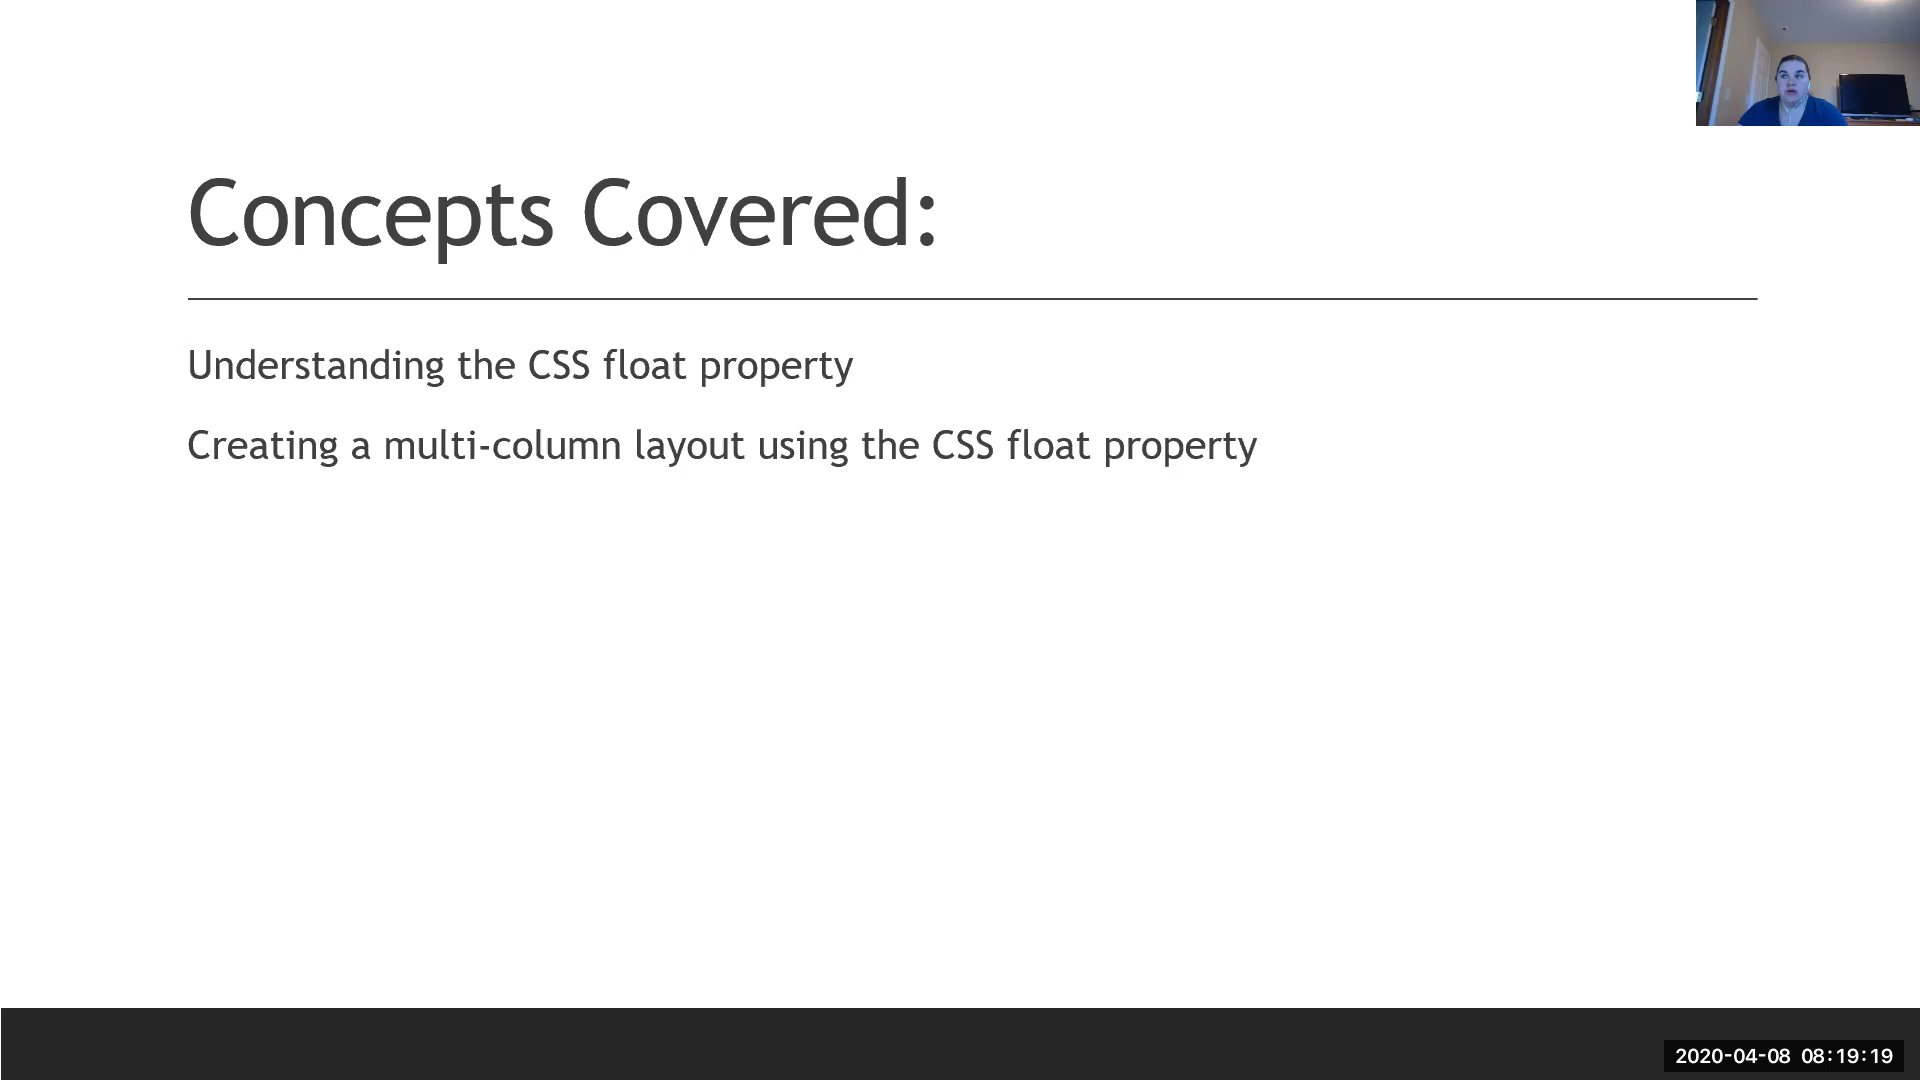 Concepts Covered:
Understanding the CSS float property
Creating a multi-column layout using the CSS float property
2020-04-08 08:19:19